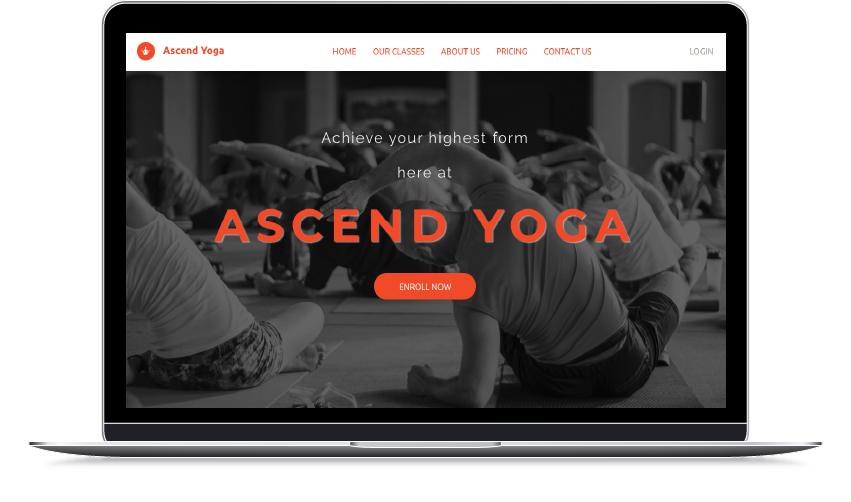 Ascend Yoga
HOME OUR CLASSES ABOUT US PRICING CONTACT US
LOGIN
Achieve your highest form
here at
ASCEND YOGA
ENROLL NOW